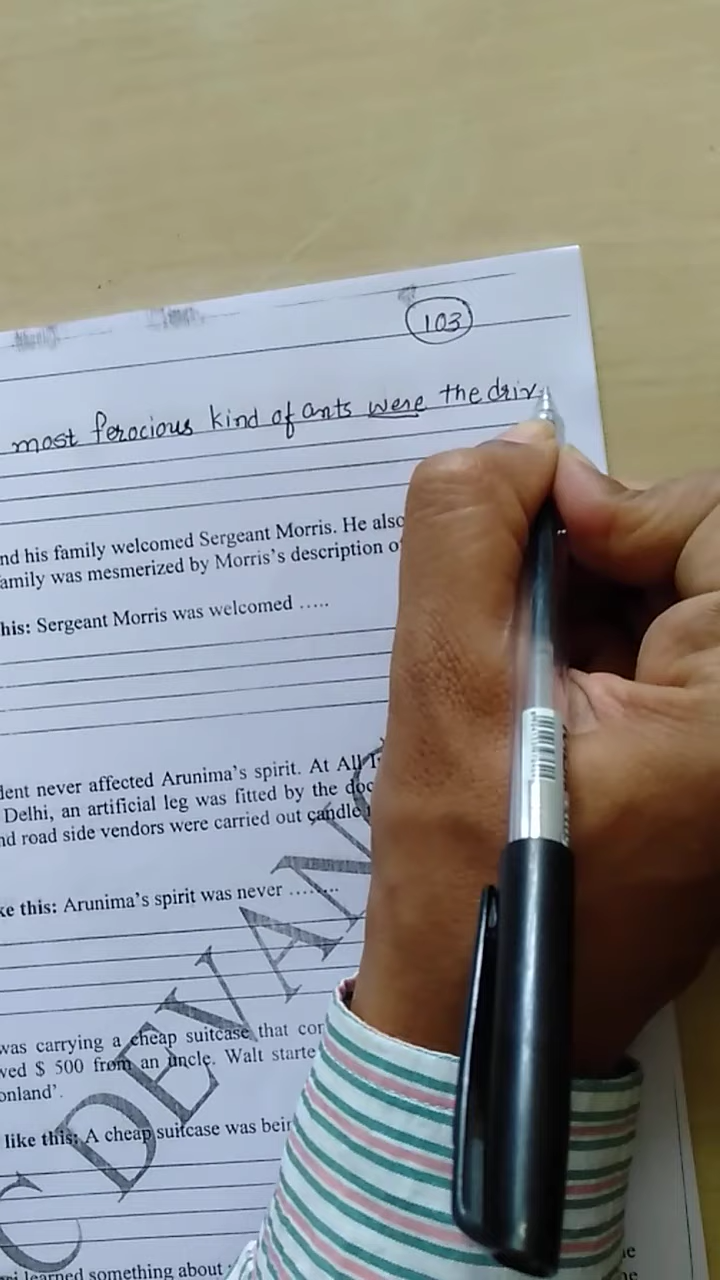 103
most ferocious kind of ants were the driv
nd his family welcomed Sergeant Morris. He also
amily was mesmerized by Morris's description o
his: Sergeant Morris was welcomed …..
dent never affected Arunima's spirit. At All I
Delhi, an artificial leg was fitted by the doc
nd road side vendors were carried out candle
ke this: Arunima's spirit was never ……..
was carrying a cheap suitcase that con
ved $ 500 from an uncle. Walt starte
onland'.
like this: A cheap suitcase was bein
learned something about
C DEVANG